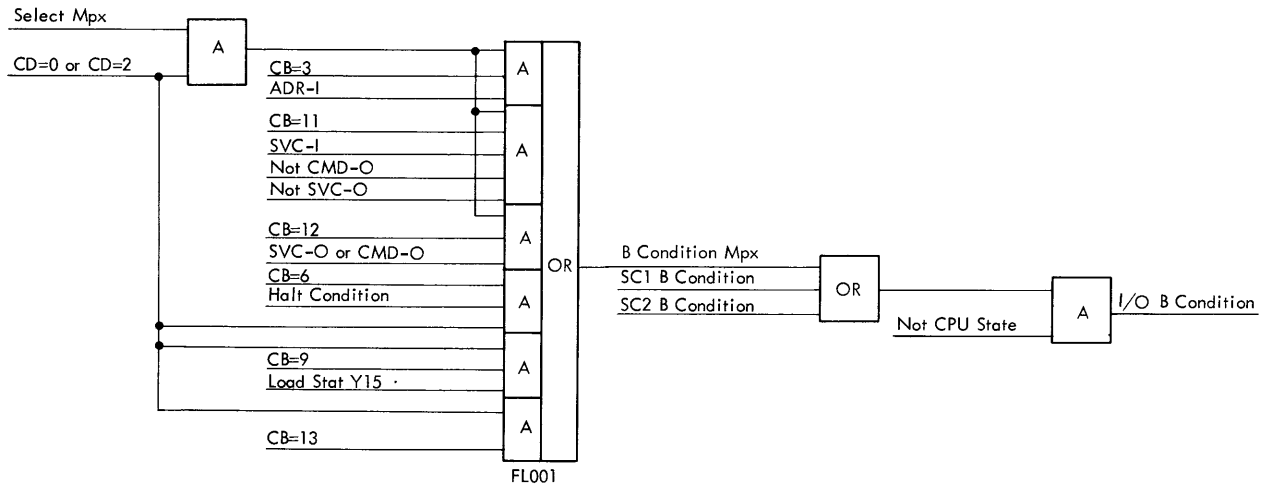 Select Mpx
A
CD=0 or CD=2
CB=3
A
ADR-I
CB=11
SVC-I
A
Not CMD-O
Not SVC-O
CB=12
A
SVC-O or CMD-O
CB=6
Halt Condition
A
CB=9
A
Load Stat Y15
CB=13
A
OR
FL001
B Condition Mpx
SC1 B Condition
SC2 B Condition
OR
Not CPU State
A
I/O B Condition